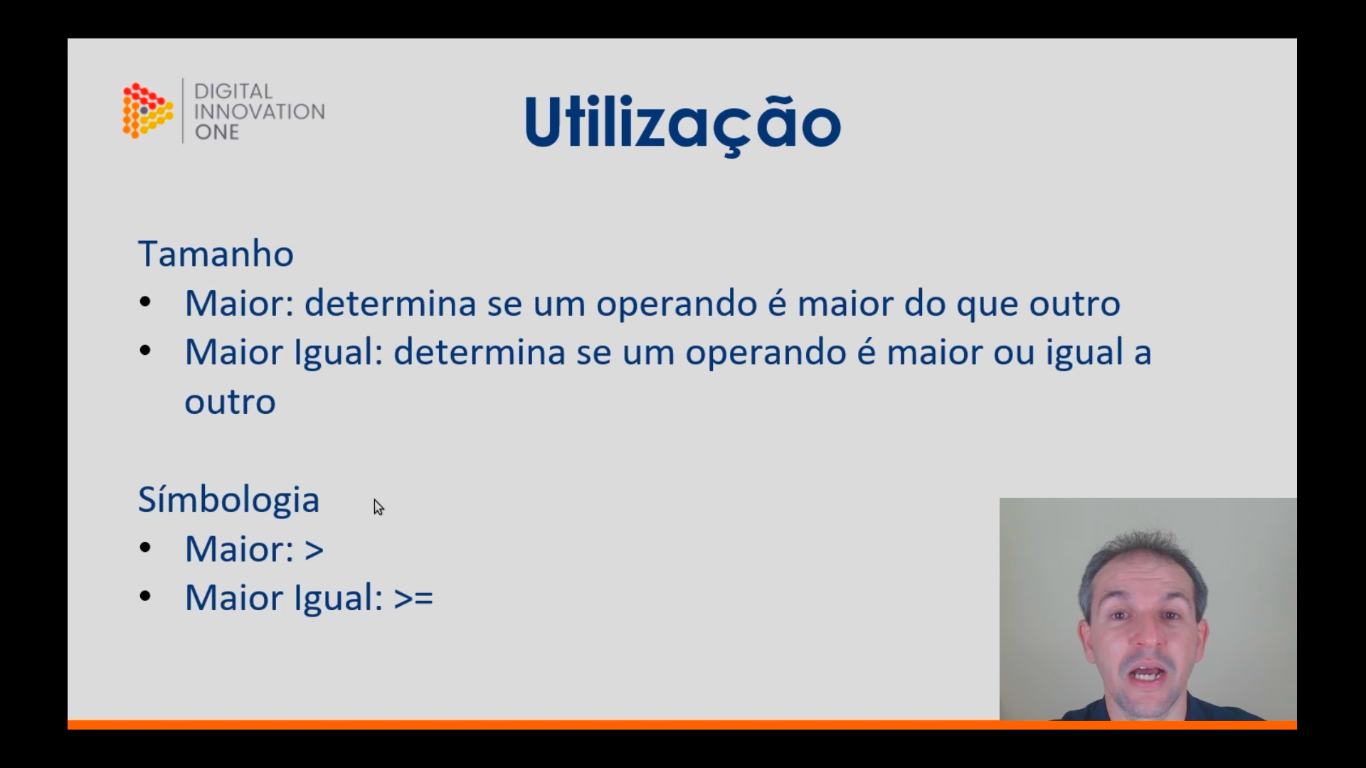 DIGITAL
INNOVATION
ONE
Utilização
Tamanho
• Maior: determina se um operando é maior do que outro
• Maior Igual: determina se um operando é maior ou igual a
outro
Símbologia
• Maior: >
• Maior Igual: >=